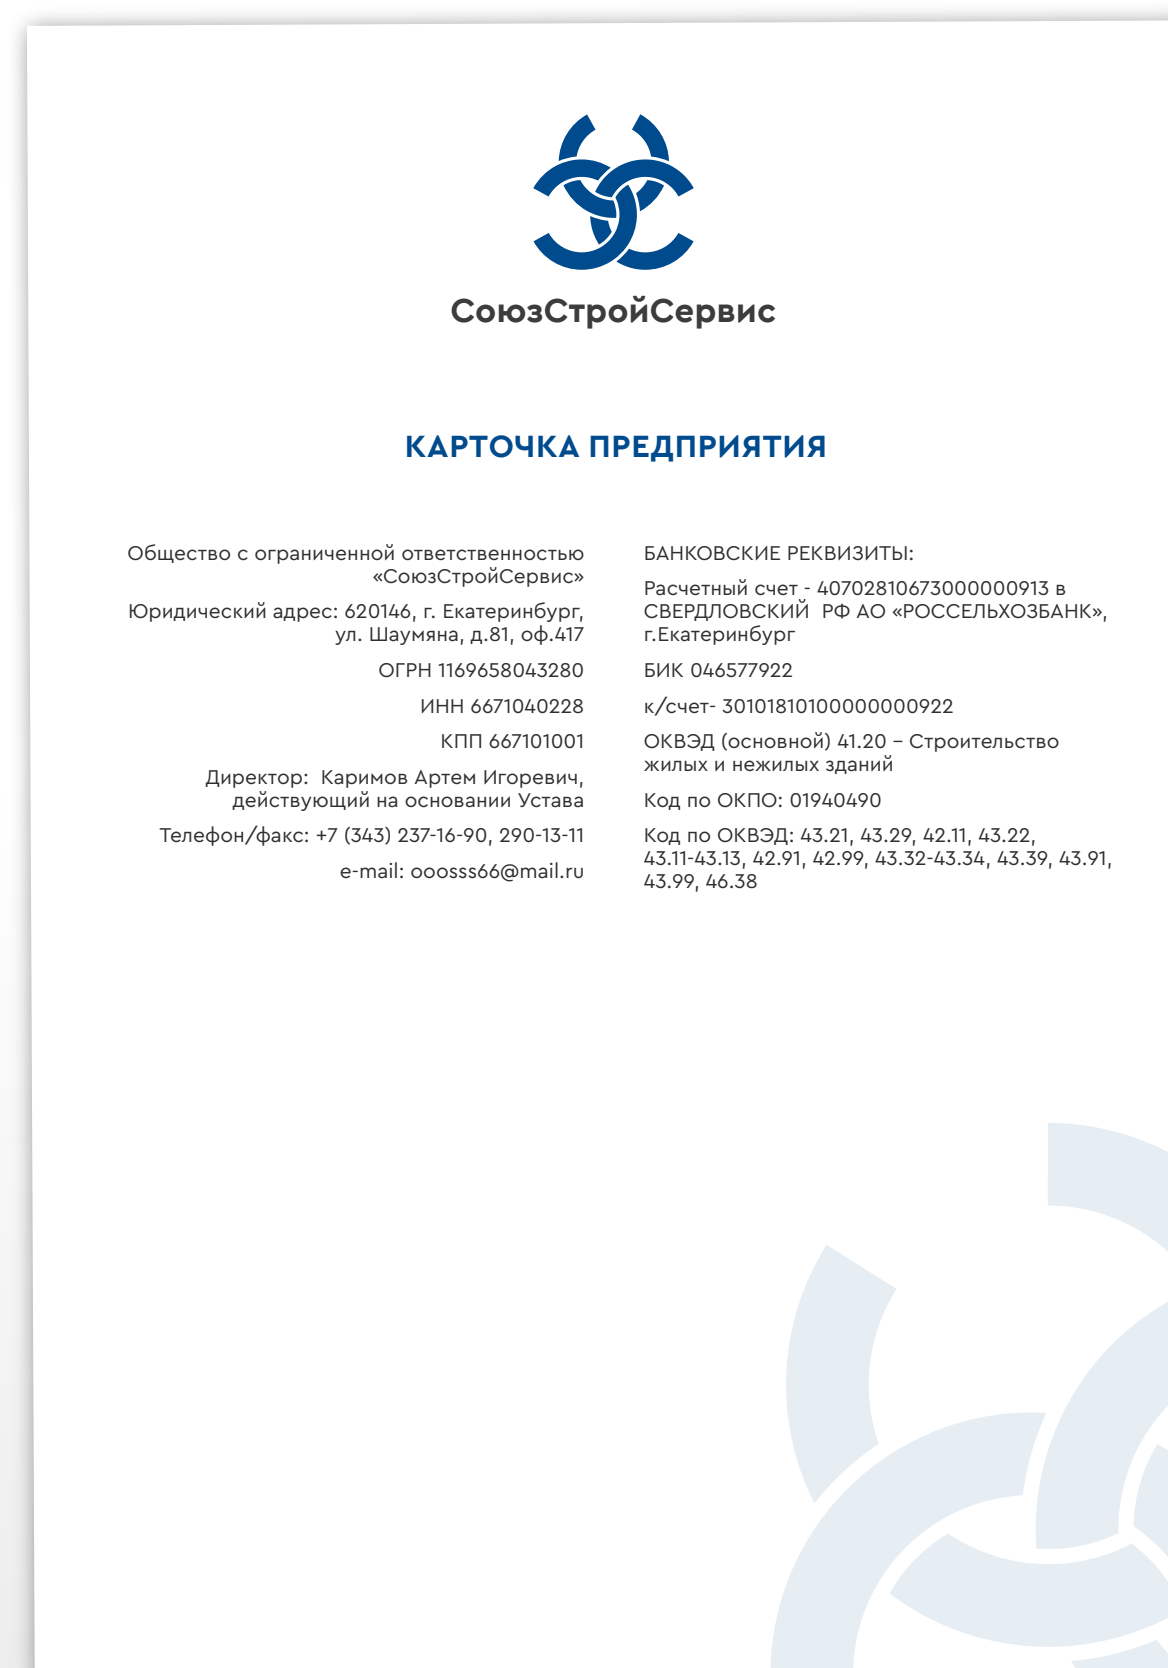 СоюзСтройСервис
КАРТОЧКА ПРЕДПРИЯТИЯ
Общество с ограниченной ответственностью
«СоюзСтройСервис»
Юридический адрес: 620146, г. Екатеринбург,
ул. Шаумяна, д.81, оф.417
ОГРН 1169658043280
ИНН 6671040228
КПП 667101001
Директор:  Каримов Артем Игоревич,
действующий на основании Устава
Телефон/факс: +7 (343) 237-16-90, 290-13-11
e-mail: ooosss66@mail.ru
БАНКОВСКИЕ РЕКВИЗИТЫ:
Расчетный счет - 40702810673000000913 в
СВЕРДЛОВСКИЙ  РФ АО «РОССЕЛЬХОЗБАНК»,
г.Екатеринбург
БИК 046577922
к/счет- 30101810100000000922
ОКВЭД (основной) 41.20 – Строительство
жилых и нежилых зданий
Код по ОКПО: 01940490
Код по ОКВЭД: 43.21, 43.29, 42.11, 43.22,
43.11-43.13, 42.91, 42.99, 43.32-43.34, 43.39, 43.91,
43.99, 46.38